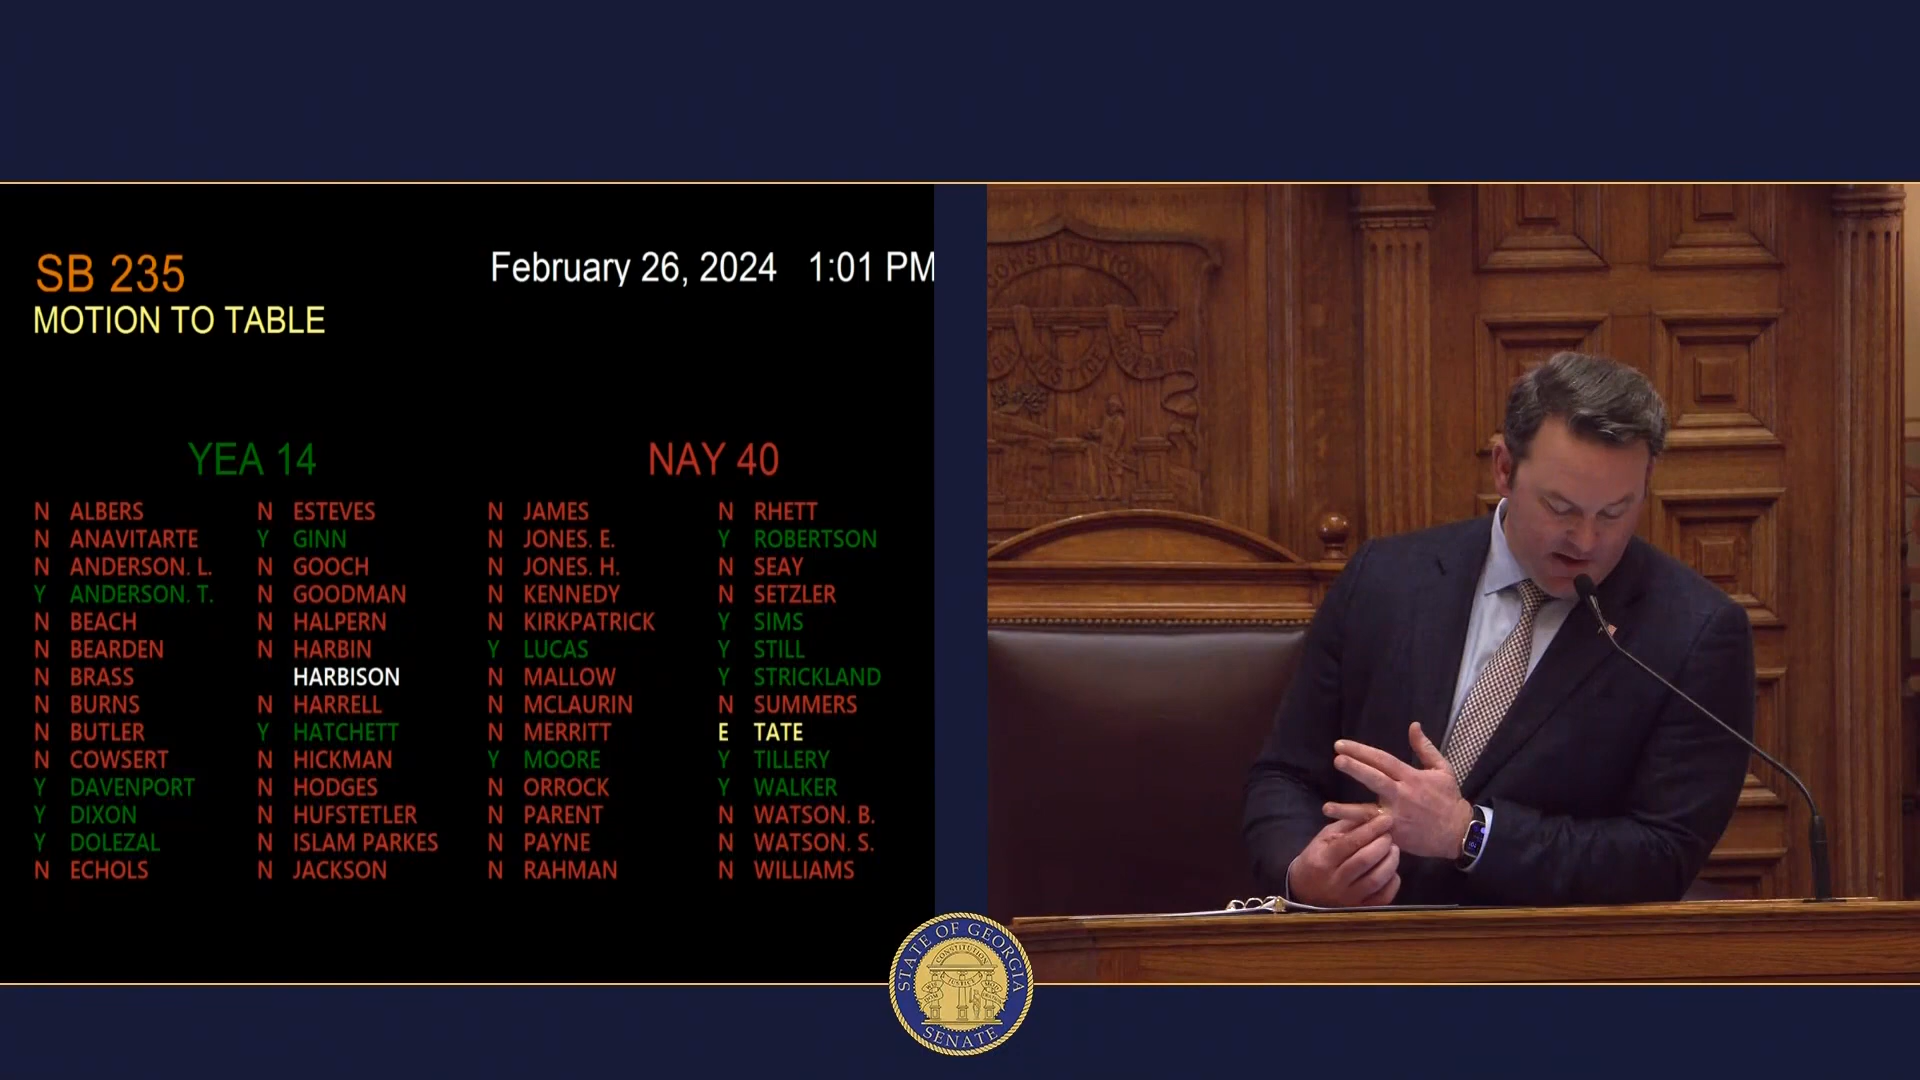 SB 235
February 26, 2024 1:01 PM
MOTION TO TABLE
YEA 14
NAY 40
N ALBERS
N ANAVITARTE
N ANDERSON. L.
Y ANDERSON. T.
N BEACH
N BEARDEN
N BRASS
N BURNS
N BUTLER
N COWSERT
Y DAVENPORT
Y DIXON
Y DOLEZAL
N ECHOLS
N ESTEVES
Y GINN
N GOOCH
N GOODMAN
N HALPERN
N HARBIN
HARBISON
N HARRELL
Y HATCHETT
N HICKMAN
N HODGES
N HUFSTETLER
N ISLAM PARKES
N JACKSON
N JAMES
N JONES. E.
N JONES. H.
N KENNEDY
N KIRKPATRICK
Y LUCAS
N MALLOW
N MCLAURIN
N MERRITT
Y MOORE
N ORROCK
N PARENT
N PAYNE
N RAHMAN
N RHETT
Y ROBERTSON
N SEAY
N SETZLER
Y SIMS
Y STILL
Y STRICKLAND
N SUMMERS
E TATE
Y TILLERY
Y WALKER
N WATSON. B.
N WATSON. S.
N WILLIAMS
STATE OF GEORGIA
CONSTITUTION
JUSTICE
SENATE
CONSTITUTION